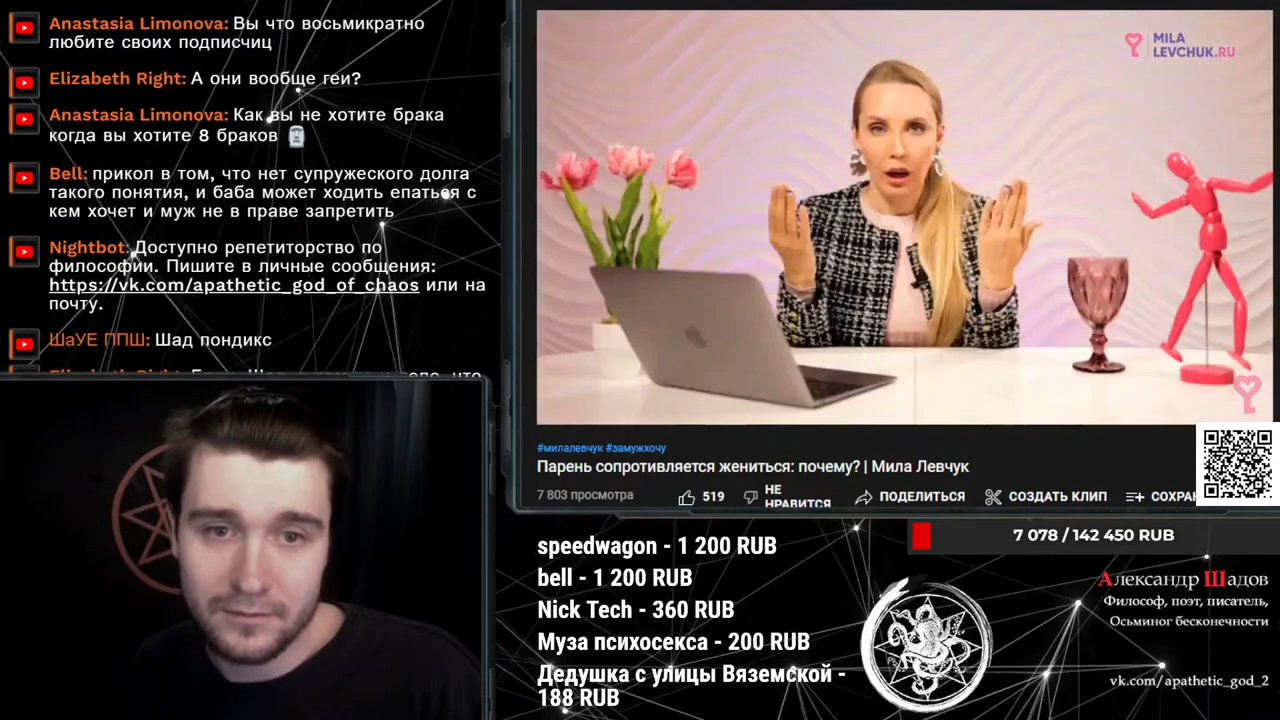 Anastasia Limonova: Вы что восьмикратно
любите своих подписчиц
Elizabeth Right: А они вообще геи?
Anastasia Limonova: Как вы не хотите брака
когда вы хотите 8 браков
Bell: прикол в том, что нет супружеского долга
такого понятия, и баба может ходить епаться с
кем хочет и муж не в праве запретить
Nightbot: Доступно репетиторство по
философии. Пишите в личные сообщения:
https://vk.com/apathetic_god_of_chaos или на
почту.
ШаУЕ ППШ: Шад пондикс
MILA
LEVCHUK.RU
#милалевчук #замужхочу
Парень сопротивляется жениться: почему? | Мила Левчук
7 803 просмотра
519
НЕ
НРАВИТСЯ
ПОДЕЛИТЬСЯ
СОЗДАТЬ КЛИП
7 078 / 142 450 RUB
speedwagon - 1 200 RUB
bell - 1 200 RUB
Nick Tech - 360 RUB
Муза психосекса - 200 RUB
Дедушка с улицы Вяземской -
188 RUB
Александр Шадов
Философ, поэт, писатель,
Осьминог бесконечности
vk.com/apathetic_god_2